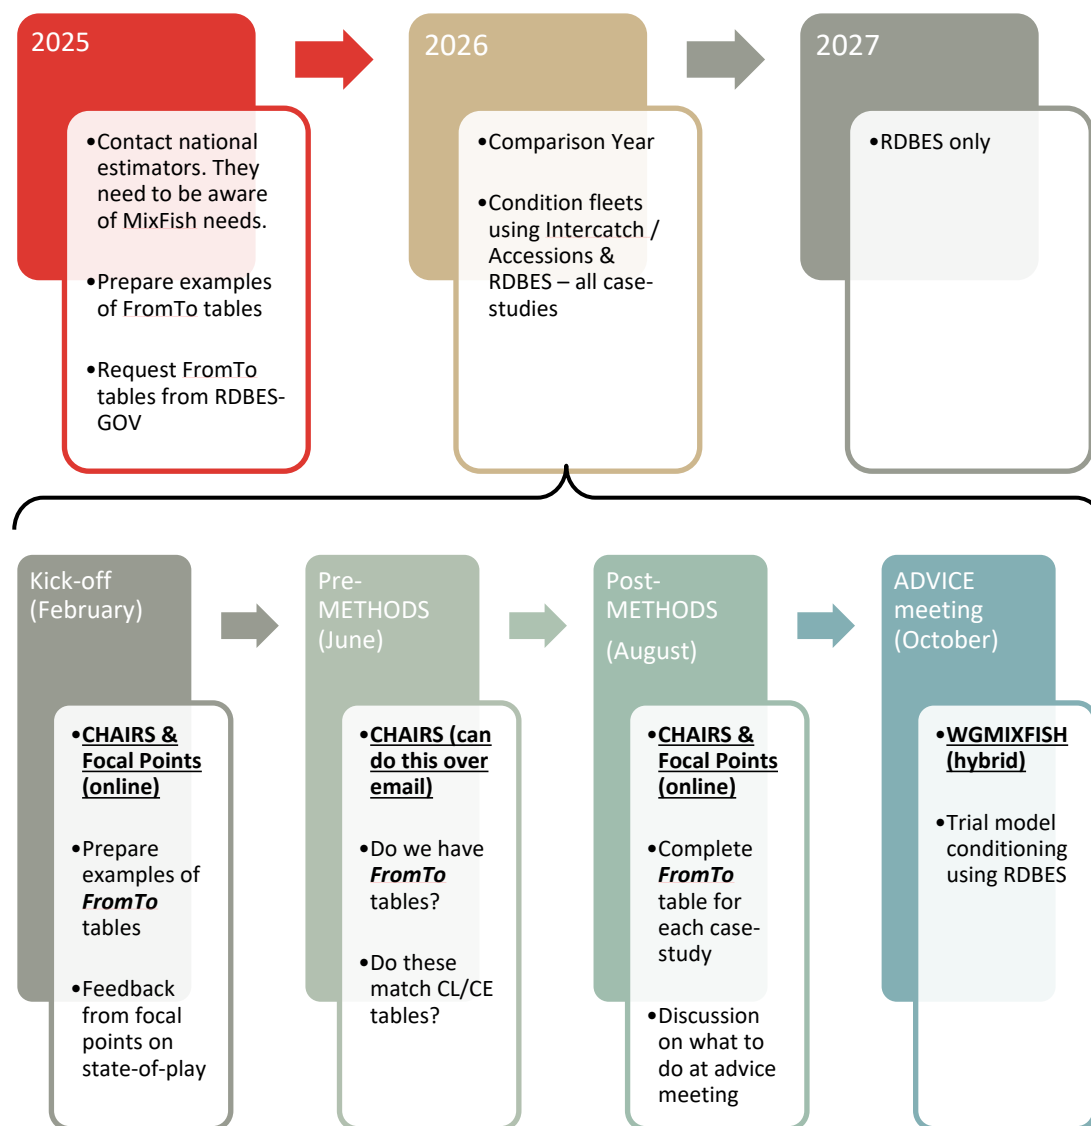 2025
•Contact national
estimators. They
need to be aware
of MixFish needs.
•Prepare examples
of FromTo tables
•Request FromTo
tables from RDBES-
GOV
2026
•Comparison Year
•Condition fleets
using Intercatch /
Accessions &
RDBES – all case-
studies
2027
•RDBES only
Kick-off
(February)
•CHAIRS &
Focal Points
(online)
•Prepare
examples of
FromTo
tables
•Feedback
from focal
points on
state-of-play
Pre-
METHODS
(June)
•CHAIRS (can
do this over
email)
•Do we have
FromTo
tables?
•Do these
match CL/CE
tables?
Post-
METHODS
(August)
•CHAIRS &
Focal Points
(online)
•Complete
FromTo
table for
each case-
study
•Discussion
on what to
do at advice
meeting
ADVICE
meeting
(October)
•WGMIXFISH
(hybrid)
•Trial model
conditioning
using RDBES